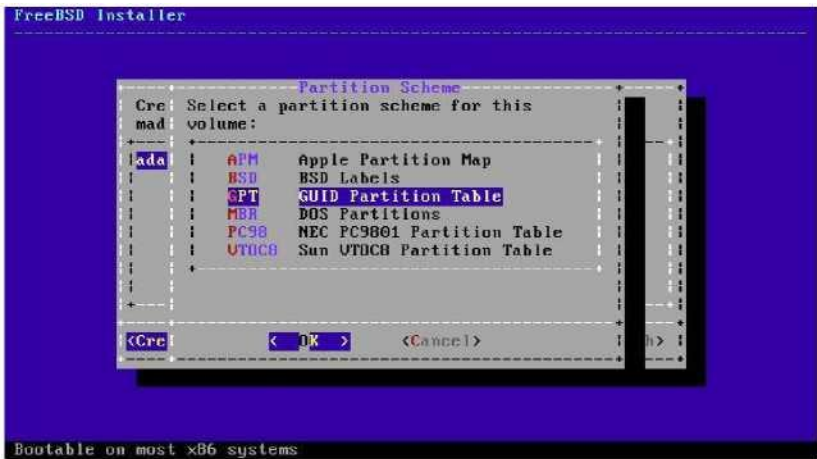 FreeBSD Installer
Partition Scheme
Cre
mad
Select a partition scheme for this
volume:
ada
APM Apple Partition Map
BSD BSD Labels
GPT GUID Partition Table
MBR DOS Partitions
PC98 NEC PC9801 Partition Table
VTOC8 Sun VTOC8 Partition Table
<Cre < OK > <Cancel> h>
Bootable on most x86 systems